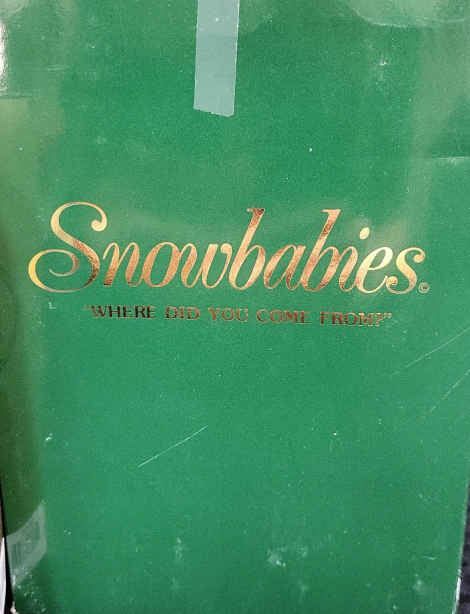 Snowbabies©
"WHERE DID YOU COME FROM?"